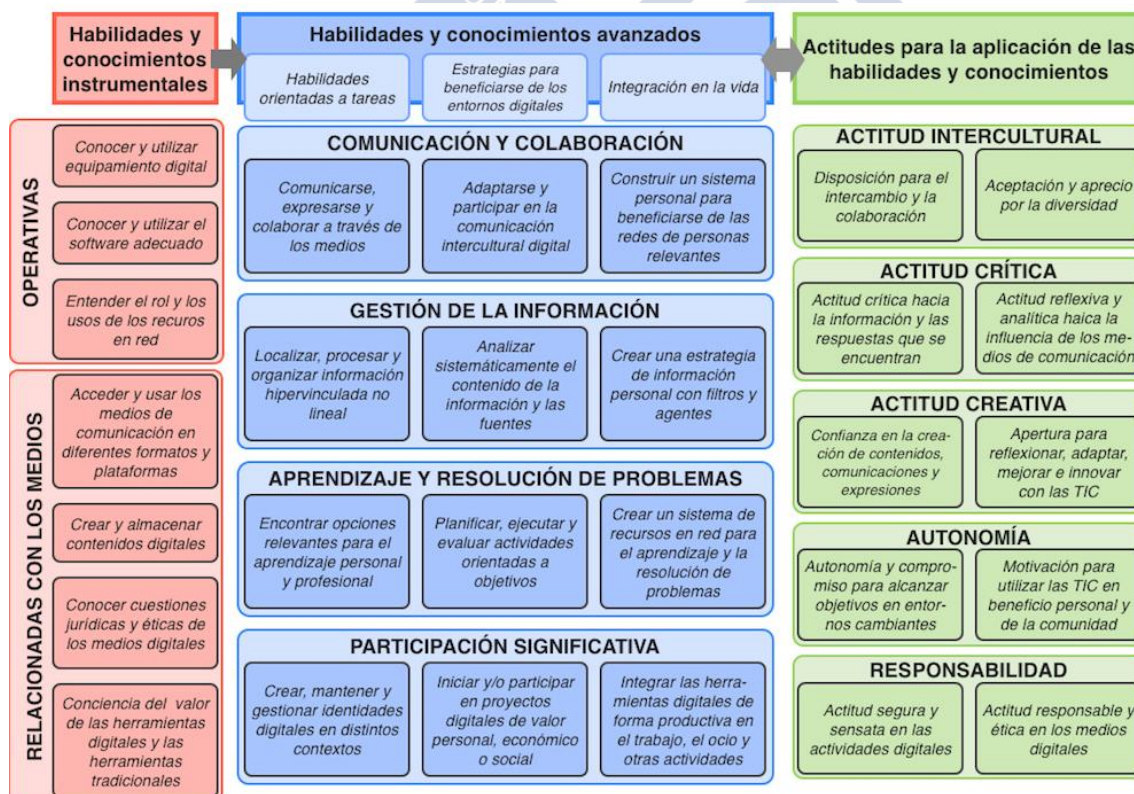 Habilidades y
conocimientos
instrumentales
Habilidades y conocimientos avanzados
Habilidades
orientadas a tareas
Estrategias para
beneficiarse de los
entornos digitales
Integración en la vida
Actitudes para la aplicación de las
habilidades y conocimientos
OPERATIVAS
Conocer y utilizar
equipamiento digital
Conocer y utilizar el
software adecuado
Entender el rol y los
usos de los recuros
en red
RELACIONADAS CON LOS MEDIOS
Acceder y usar los
medios de
comunicación en
diferentes formatos y
plataformas
Crear y almacenar
contenidos digitales
Conocer cuestiones
jurídicas y éticas de
los medios digitales
Conciencia del valor
de las herramientas
digitales y las
herramientas
tradicionales
COMUNICACIÓN Y COLABORACIÓN
Comunicarse,
expresarse y
colaborar a través de
los medios
Adaptarse y
participar en la
comunicación
intercultural digital
Construir un sistema
personal para
beneficiarse de las
redes de personas
relevantes
GESTIÓN DE LA INFORMACIÓN
Localizar, procesar y
organizar información
hipervinculada no
lineal
Analizar
sistemáticamente el
contenido de la
información y las
fuentes
Crear una estrategia
de información
personal con filtros y
agentes
APRENDIZAJE Y RESOLUCIÓN DE PROBLEMAS
Encontrar opciones
relevantes para el
aprendizaje personal
y profesional
Planificar, ejecutar y
evaluar actividades
orientadas a
objetivos
Crear un sistema de
recursos en red para
el aprendizaje y la
resolución de
problemas
PARTICIPACIÓN SIGNIFICATIVA
Crear, mantener y
gestionar identidades
digitales en distintos
contextos
Iniciar y/o participar
en proyectos
digitales de valor
personal, económico
o social
Integrar las herra-
mientas digitales de
forma productiva en
el trabajo, el ocio y
otras actividades
ACTITUD INTERCULTURAL
Disposición para el
intercambio y la
colaboración
Aceptación y aprecio
por la diversidad
ACTITUD CRÍTICA
Actitud crítica hacia
la información y las
respuestas que se
encuentran
Actitud reflexiva y
analítica haica la
influencia de los me-
dios de comunicación
ACTITUD CREATIVA
Confianza en la crea-
ción de contenidos,
comunicaciones y
expresiones
Apertura para
reflexionar, adaptar,
mejorar e innovar
con las TIC
AUTONOMÍA
Autonomía y compro-
miso para alcanzar
objetivos en entor-
nos cambiantes
Motivación para
utilizar las TIC en
beneficio personal y
de la comunidad
RESPONSABILIDAD
Actitud segura y
sensata en las
actividades digitales
Actitud responsable y
ética en los medios
digitales